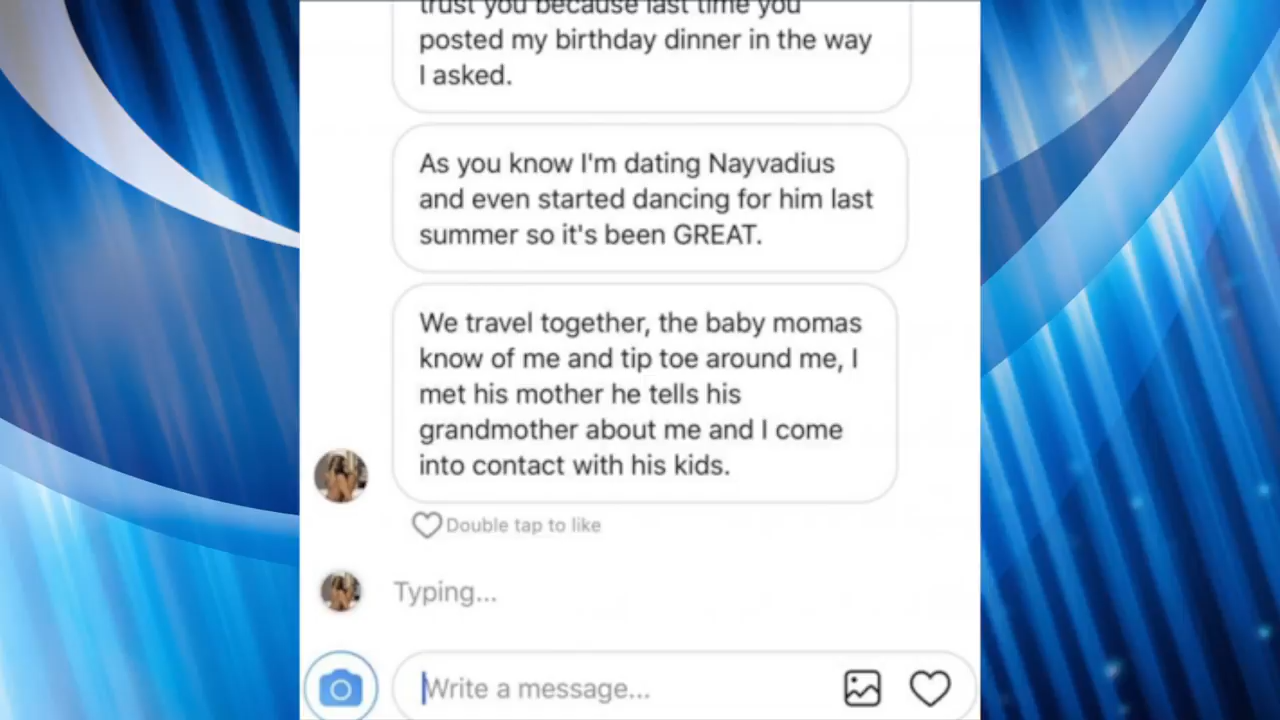 trust you because last time you
posted my birthday dinner in the way
I asked.
As you know I'm dating Nayvadius
and even started dancing for him last
summer so it's been GREAT.
We travel together, the baby momas
know of me and tip toe around me, I
met his mother he tells his
grandmother about me and I come
into contact with his kids.
Double tap to like
Typing...
Write a message...